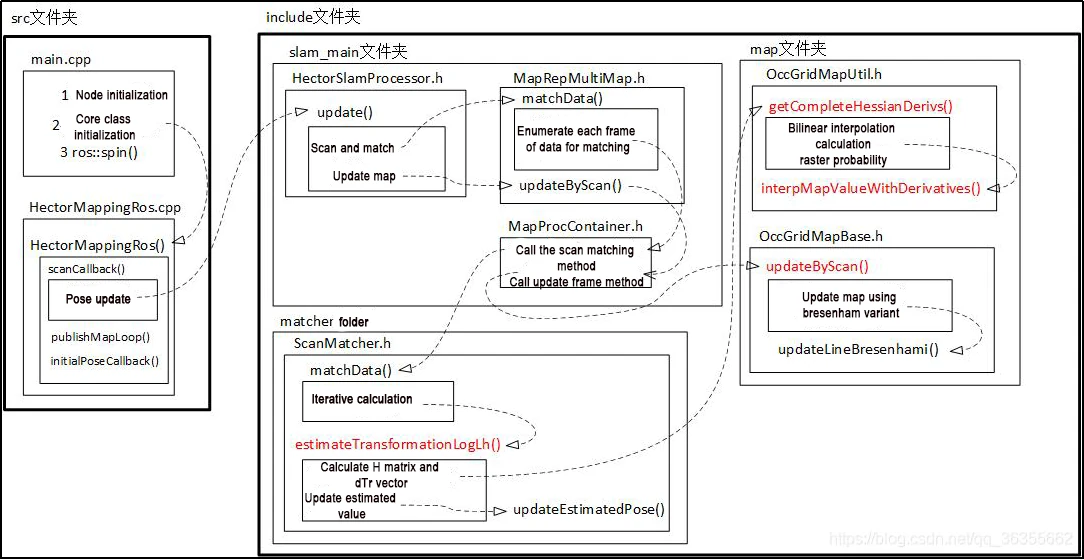 src文件夹
main.cpp
1 Node initialization
2 Core class
initialization
3 ros::spin()
HectorMappingRos.cpp
HectorMappingRos()
scanCallback()
Pose update
publishMapLoop()
initialPoseCallback()
include文件夹
slam_main文件夹
HectorSlamProcessor.h
update()
Scan and match
Update map
MapRepMultiMap.h
matchData()
Enumerate each frame
of data for matching
updateByScan()
MapProcContainer.h
Call the scan matching
method
Call update frame method
matcher folder
ScanMatcher.h
matchData()
Iterative calculation
estimateTransformationLogLh()
Calculate H matrix and
dTr vector
Update estimated
value
updateEstimatedPose()
map文件夹
OccGridMapUtil.h
getCompleteHessianDerivs()
Bilinear interpolation
calculation
raster probability
interpMapValueWithDerivatives()
OccGridMapBase.h
updateByScan()
Update map using
bresenham variant
updateLineBresenhami()
https://blog.csdn.net/qq_36355662